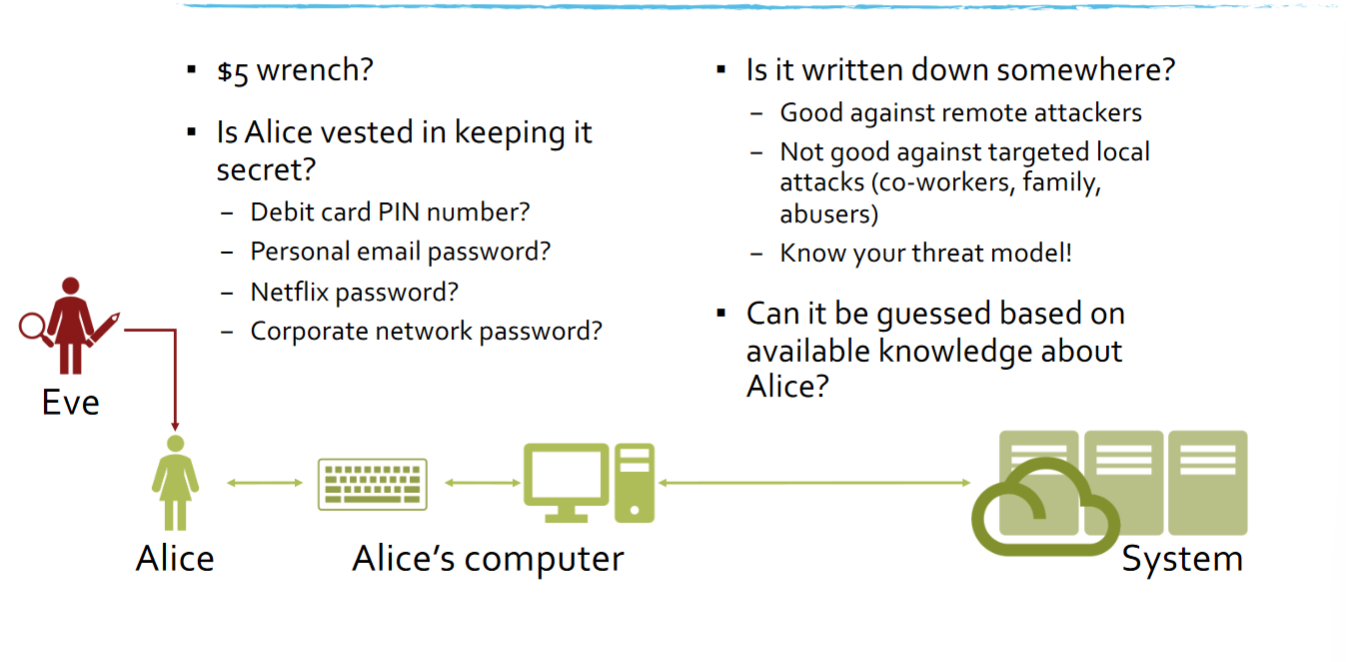 $5 wrench?
Is Alice vested in keeping it
secret?
– Debit card PIN number?
– Personal email password?
– Netflix password?
– Corporate network password?
Is it written down somewhere?
– Good against remote attackers
– Not good against targeted local
attacks (co-workers, family,
abusers)
– Know your threat model!
Can it be guessed based on
available knowledge about
Alice?
Eve
Alice
Alice's computer
System